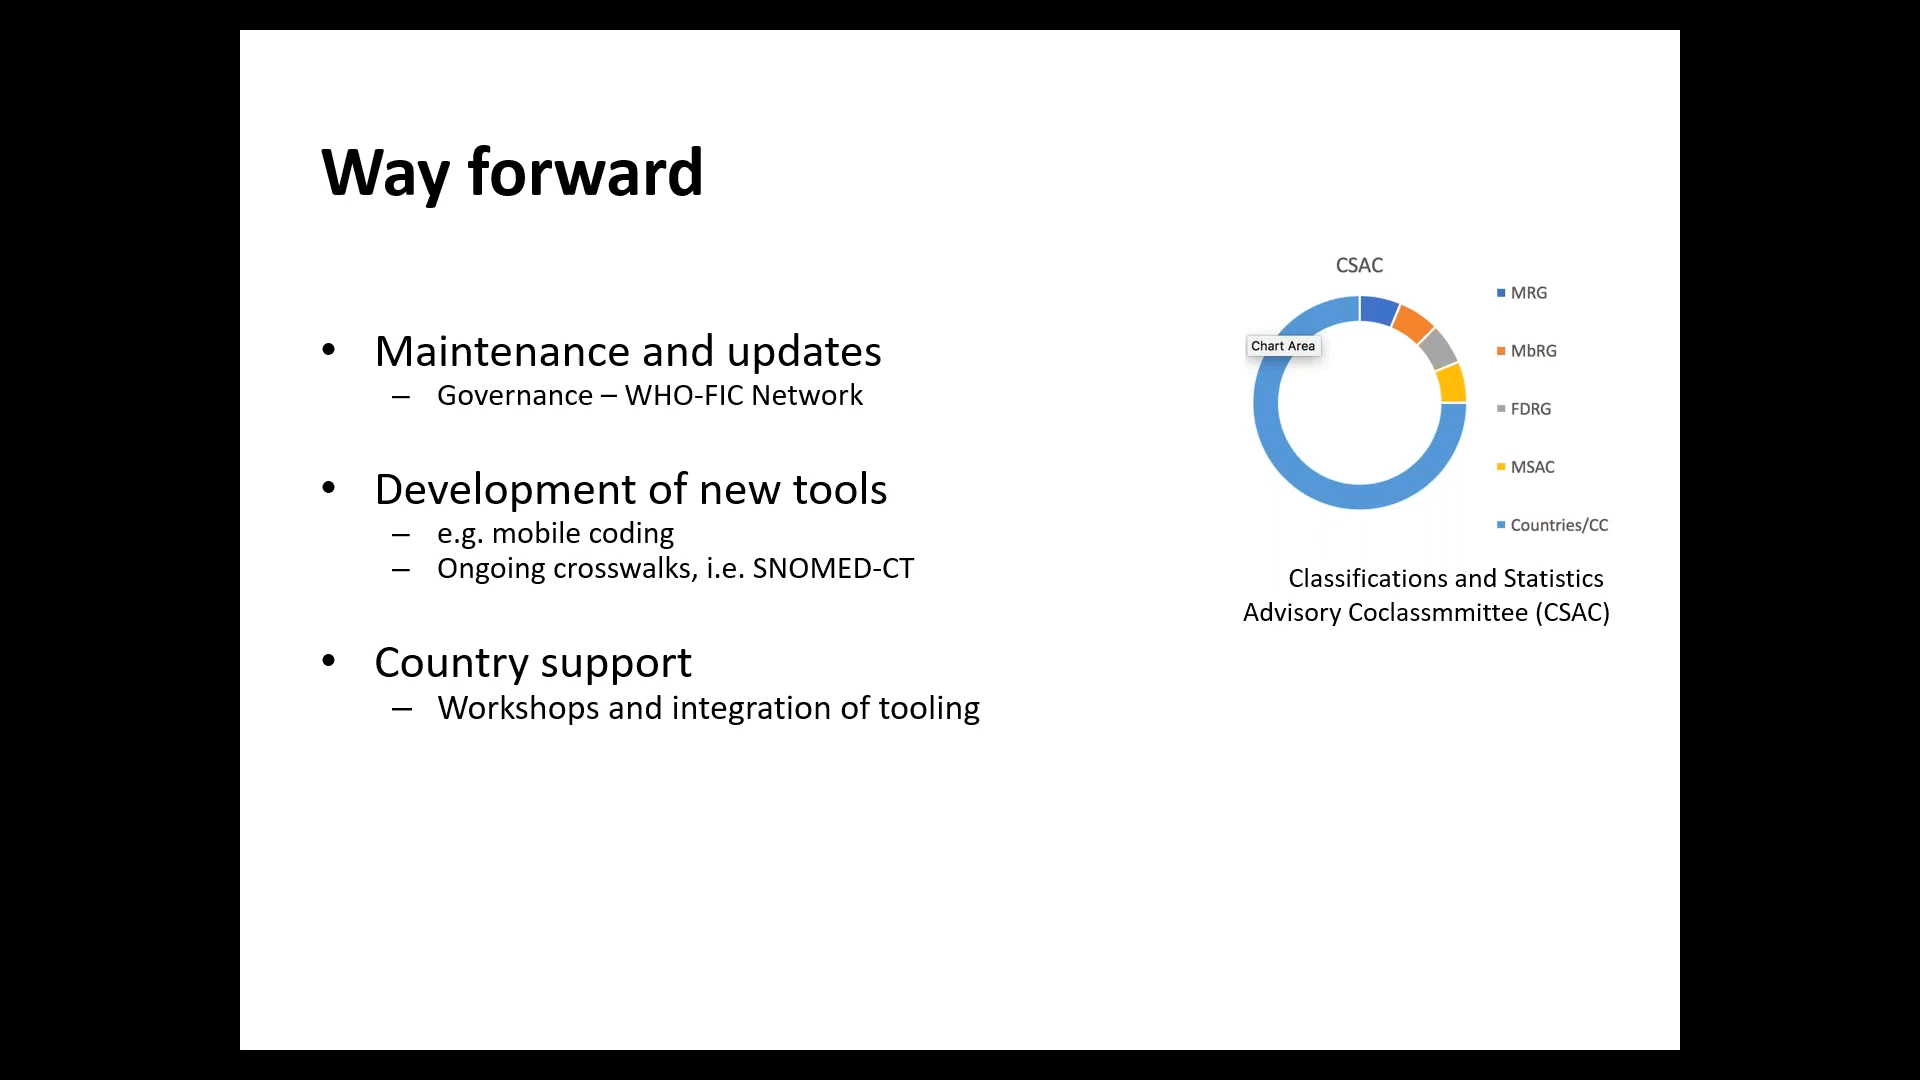 Way forward
• Maintenance and updates
– Governance – WHO-FIC Network
• Development of new tools
– e.g. mobile coding
– Ongoing crosswalks, i.e. SNOMED-CT
• Country support
– Workshops and integration of tooling
CSAC
Chart Area
MRG
MbRG
FDRG
MSAC
Countries/CC
Classifications and Statistics
Advisory Coclassmmittee (CSAC)